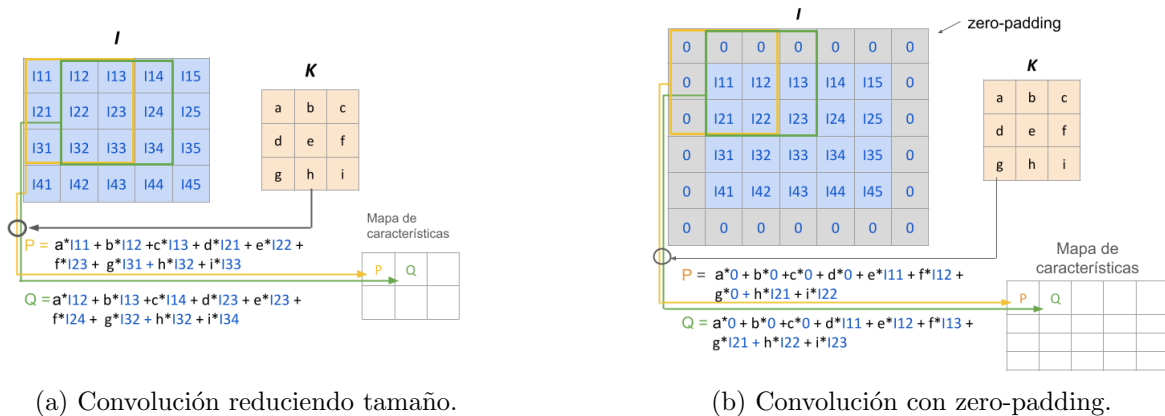 I
I11 I12 I13 I14 I15
I21 I22 I23 I24 I25
I31 I32 I33 I34 I35
I41 I42 I43 I44 I45
K
a b c
d e f
g h i
P = a*I11 + b*I12 +c*I13 + d*I21 + e*I22 +
f*I23 + g*I31 + h*I32 + i*I33
Q = a*I12 + b*I13 +c*I14 + d*I23 + e*I23 +
f*I24 + g*I32 + h*I32 + i*I34
Mapa de
características
P Q
(a) Convolución reduciendo tamaño.
I
zero-padding
0 0 0 0 0 0 0
0 I11 I12 I13 I14 I15 0
0 I21 I22 I23 I24 I25 0
0 I31 I32 I33 I34 I35 0
0 I41 I42 I43 I44 I45 0
0 0 0 0 0 0 0
K
a b c
d e f
g h i
P = a*0 + b*0 +c*0 + d*0 + e*I11 + f*I12 +
g*0 + h*I21 + i*I22
Q = a*0 + b*0 +c*0 + d*I11 + e*I12 + f*I13 +
g*I21 + h*I22 + i*I23
Mapa de
características
P Q
(b) Convolución con zero-padding.